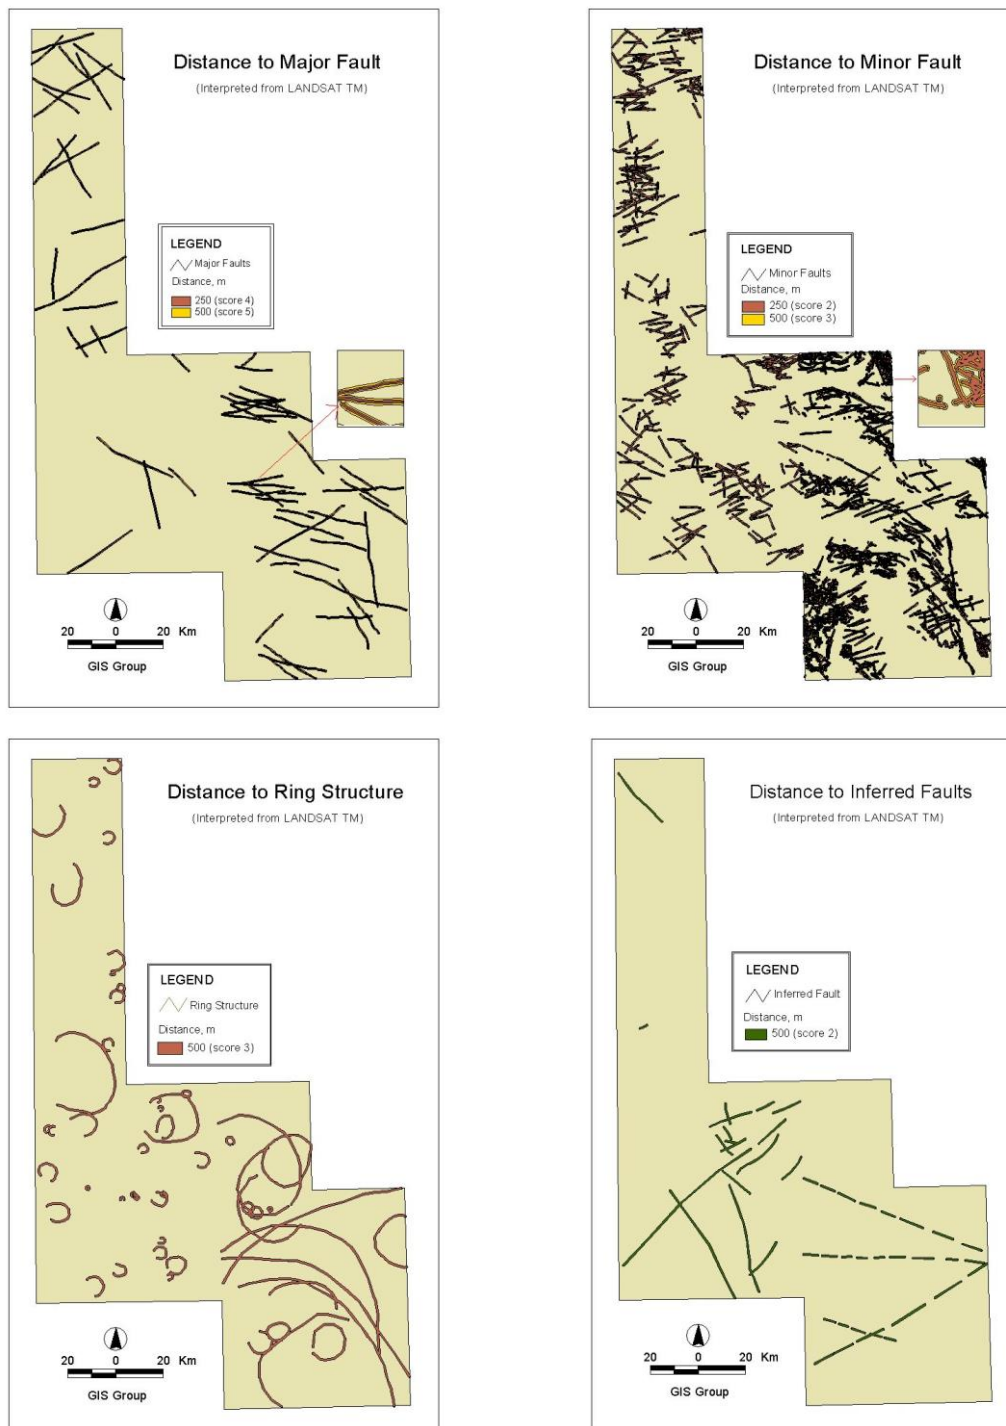 Distance to Major Fault
(Interpreted from LANDSAT TM)
LEGEND
Major Faults
Distance, m
250 (score 4)
500 (score 5)
20 0 20 Km
GIS Group
Distance to Minor Fault
(Interpreted from LANDSAT TM)
LEGEND
Minor Faults
Distance, m
250 (score 2)
500 (score 3)
20 0 20 Km
GIS Group
Distance to Ring Structure
(Interpreted from LANDSAT TM)
LEGEND
Ring Structure
Distance, m
500 (score 3)
20 0 20 Km
GIS Group
Distance to Inferred Faults
(Interpreted from LANDSAT TM)
LEGEND
Inferred Fault
Distance, m
500 (score 2)
20 0 20 Km
GIS Group